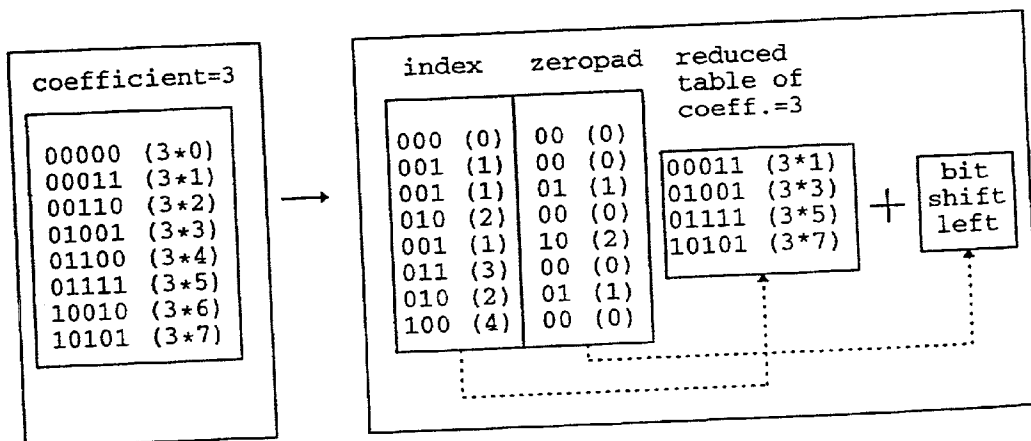 coefficient=3
00000 (3*0)
00011 (3*1)
00110 (3*2)
01001 (3*3)
01100 (3*4)
01111 (3*5)
10010 (3*6)
10101 (3*7)
index zeropad reduced
table of
coeff.=3
000 (0) 00 (0)
001 (1) 00 (0)
001 (1) 01 (1)
010 (2) 00 (0)
001 (1) 10 (2)
011 (3) 00 (0)
010 (2) 01 (1)
100 (4) 00 (0)
00011 (3*1)
01001 (3*3)
01111 (3*5)
10101 (3*7)
+
bit
shift
left